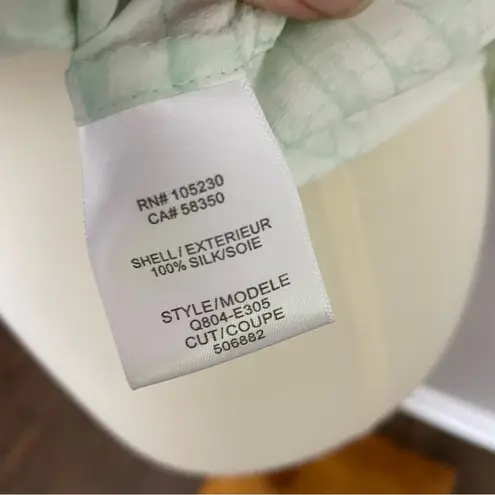 RN# 105230
CA# 58350
SHELL/EXTERIEUR
100% SILK/SOIE
STYLE/MODELE
Q804-E305
CUT/COUPE
506882